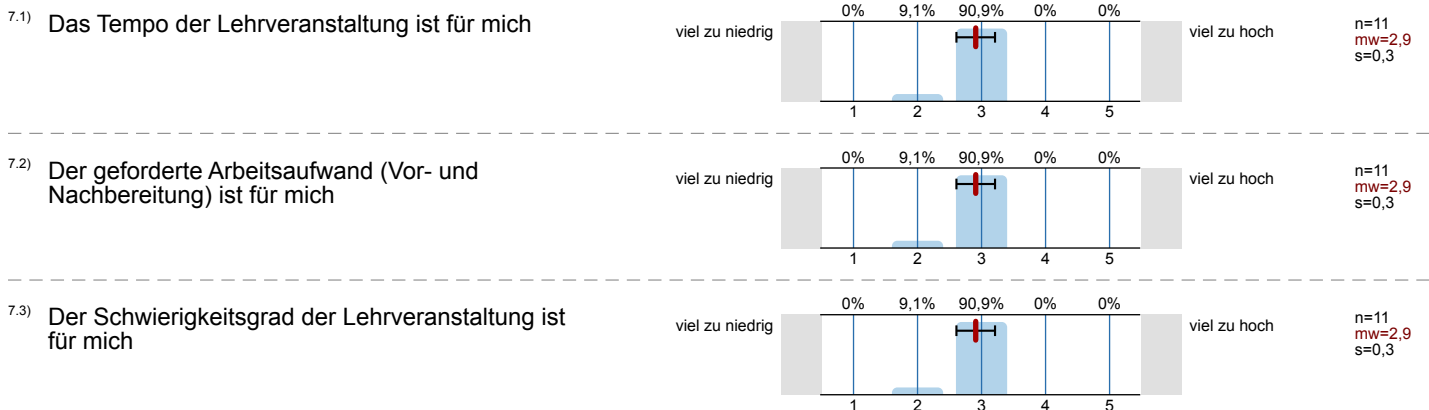 0% 9,1% 90,9% 0% 0%
7.1) Das Tempo der Lehrveranstaltung ist für mich
viel zu niedrig
viel zu hoch
n=11
mw=2,9
s=0,3
1 2 3 4 5
0% 9,1% 90,9% 0% 0%
7.2) Der geforderte Arbeitsaufwand (Vor- und
Nachbereitung) ist für mich
viel zu niedrig
viel zu hoch
n=11
mw=2,9
s=0,3
1 2 3 4 5
0% 9,1% 90,9% 0% 0%
7.3) Der Schwierigkeitsgrad der Lehrveranstaltung ist
für mich
viel zu niedrig
viel zu hoch
n=11
mw=2,9
s=0,3
1 2 3 4 5